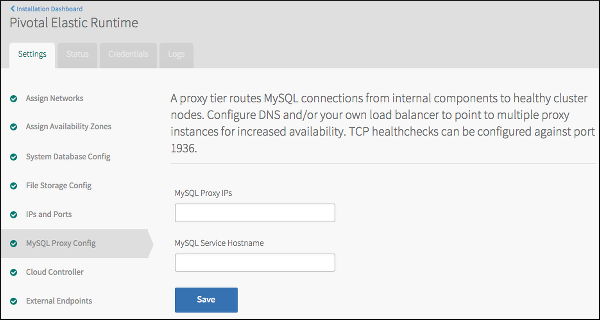 Installation Dashboard
Pivotal Elastic Runtime
Settings
Status
Credentials
Logs
Assign Networks
Assign Availability Zones
System Database Config
File Storage Config
IPs and Ports
MySQL Proxy Config
Cloud Controller
External Endpoints
A proxy tier routes MySQL connections from internal components to healthy cluster
nodes. Configure DNS and/or your own load balancer to point to multiple proxy
instances for increased availability. TCP healthchecks can be configured against port
1936.
MySQL Proxy IPs
MySQL Service Hostname
Save